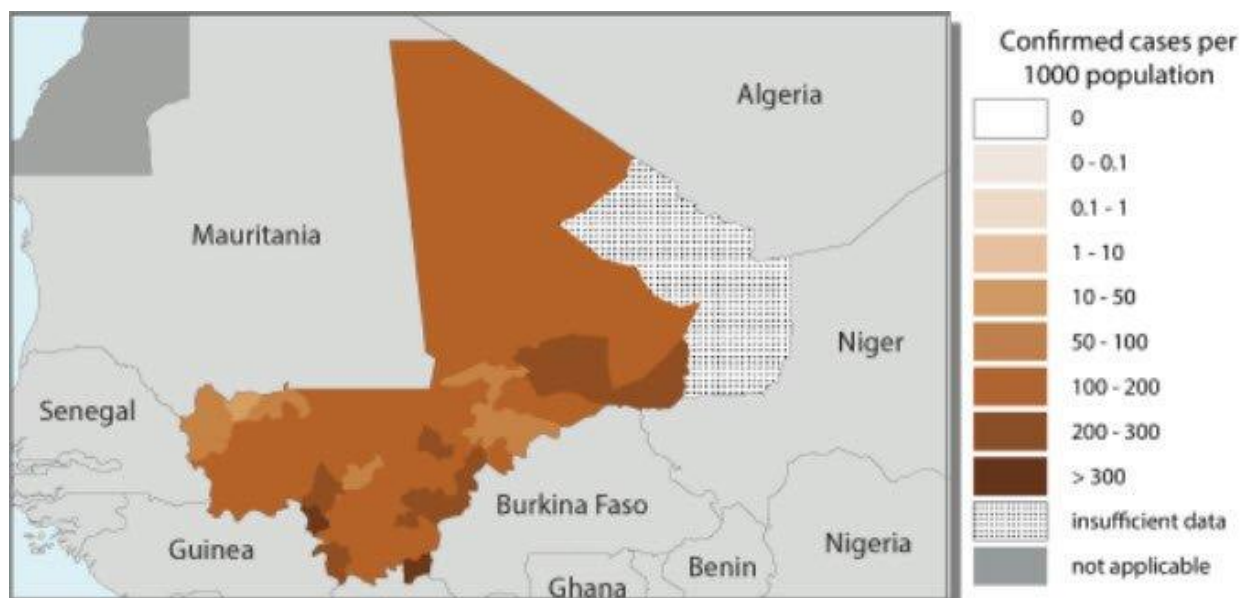 Algeria
Mauritania
Niger
Senegal
Burkina Faso
Guinea
Nigeria
Benin
Ghana
Confirmed cases per
1000 population
0
0 - 0.1
0.1 - 1
1 - 10
10 - 50
50 - 100
100 - 200
200 - 300
> 300
insufficient data
not applicable